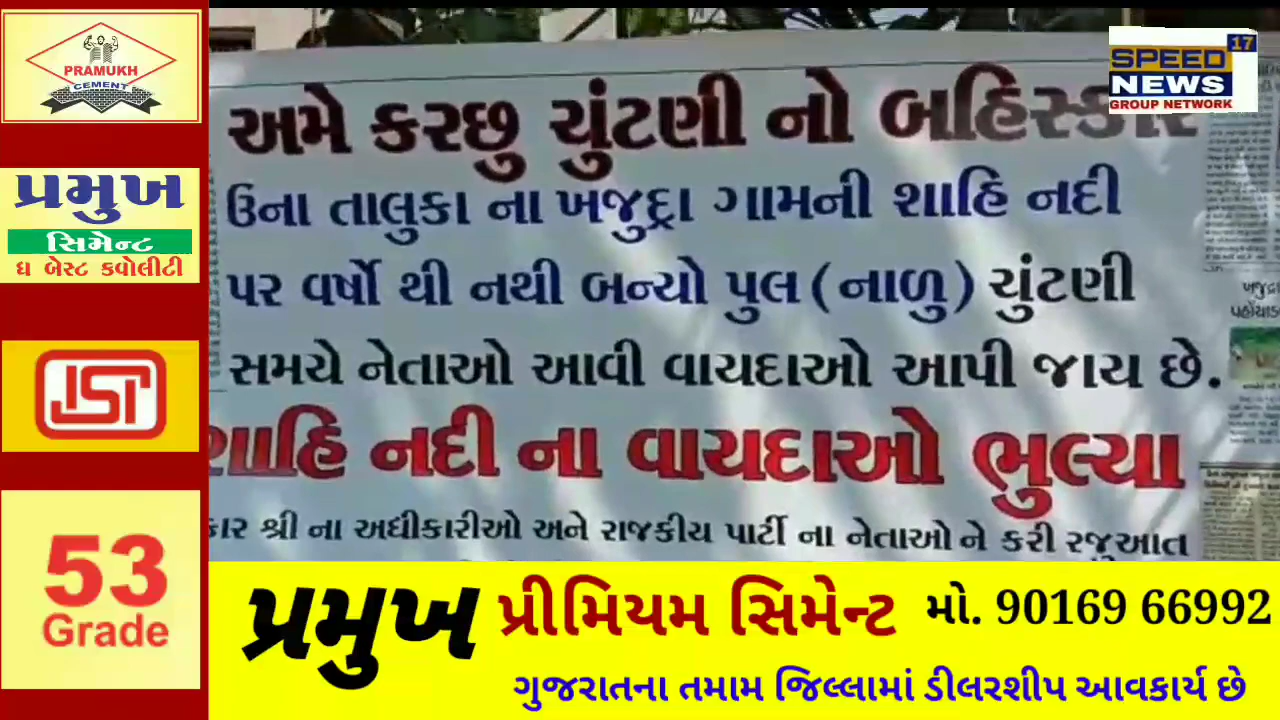 PRAMUKH
CEMENT
પ્રમુખ
સિમેન્ટ
ધ બેસ્ટ કવોલીટી
ISI
53
Grade
17
SPEED
NEWS
GROUP NETWORK
અમે કરછુ ચુંટણી નો બહિસ્કાર
ઉના તાલુકા ના ખજુદ્રા ગામની શાહિ નદી
પર વર્ષો થી નથી બન્યો પુલ (નાળુ) ચુંટણી
સમયે નેતાઓ આવી વાયદાઓ આપી જાય છે.
શાહિ નદી ના વાયદાઓ ભુલ્યા
કાર શ્રી ના અધીકારીઓ અને રાજકીય પાર્ટી ના નેતાઓ ને કરી રજુઆત
પ્રમુખ પ્રીમિયમ સિમેન્ટ મો. 90169 66992
ગુજરાતના તમામ જિલ્લામાં ડીલરશીપ આવકાર્ય છે